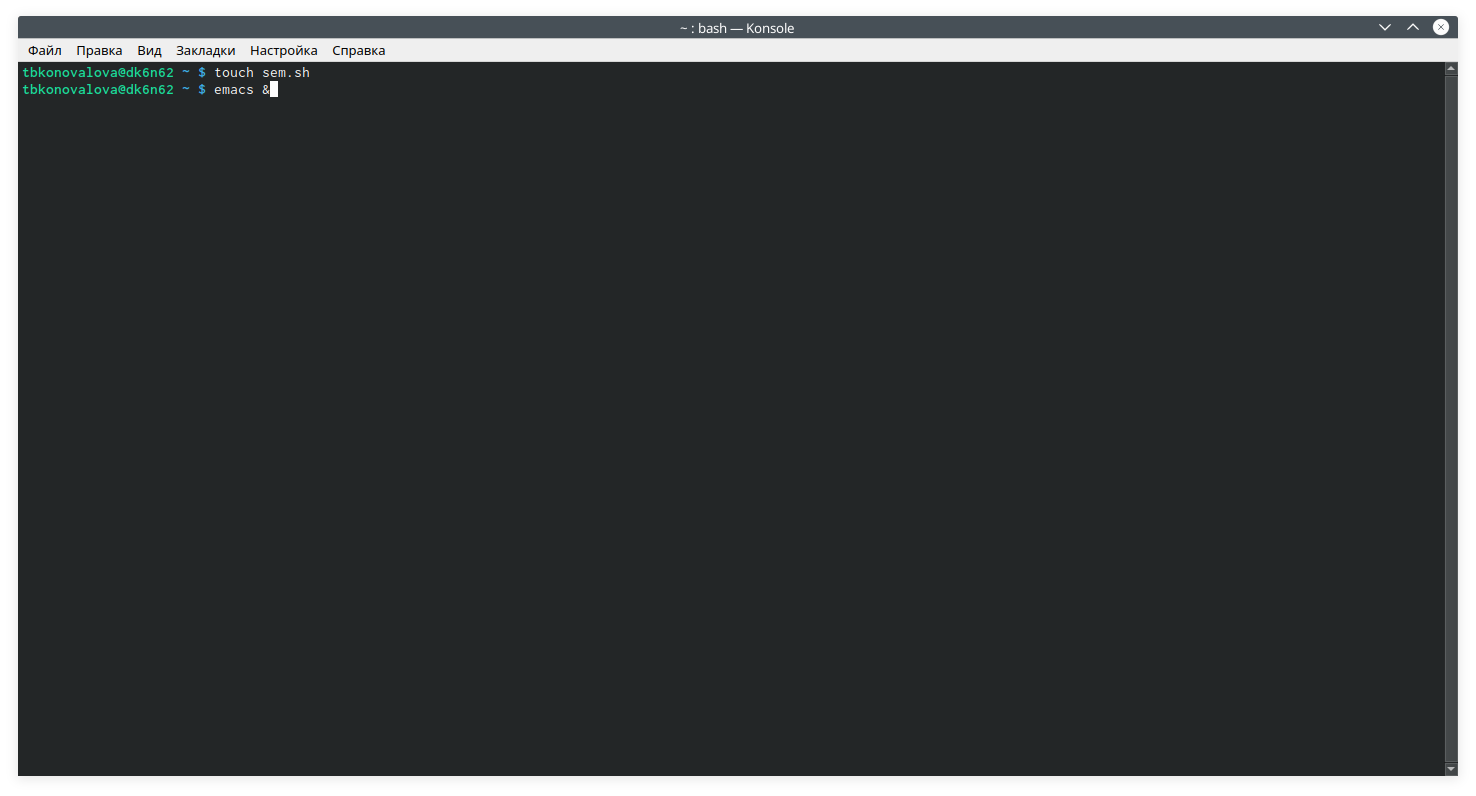 ~ : bash — Konsole
Файл Правка Вид Закладки Настройка Справка
tbkonovalova@dk6n62 ~ $ touch sem.sh
tbkonovalova@dk6n62 ~ $ emacs &